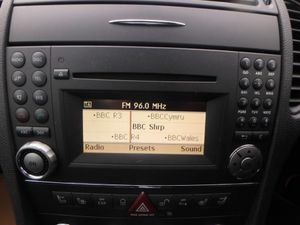 FM 96.0 MHz
•BBC R3 •BBCCymru
BBC Shrp
•BBC R4 •BBCWales
Radio Presets Sound